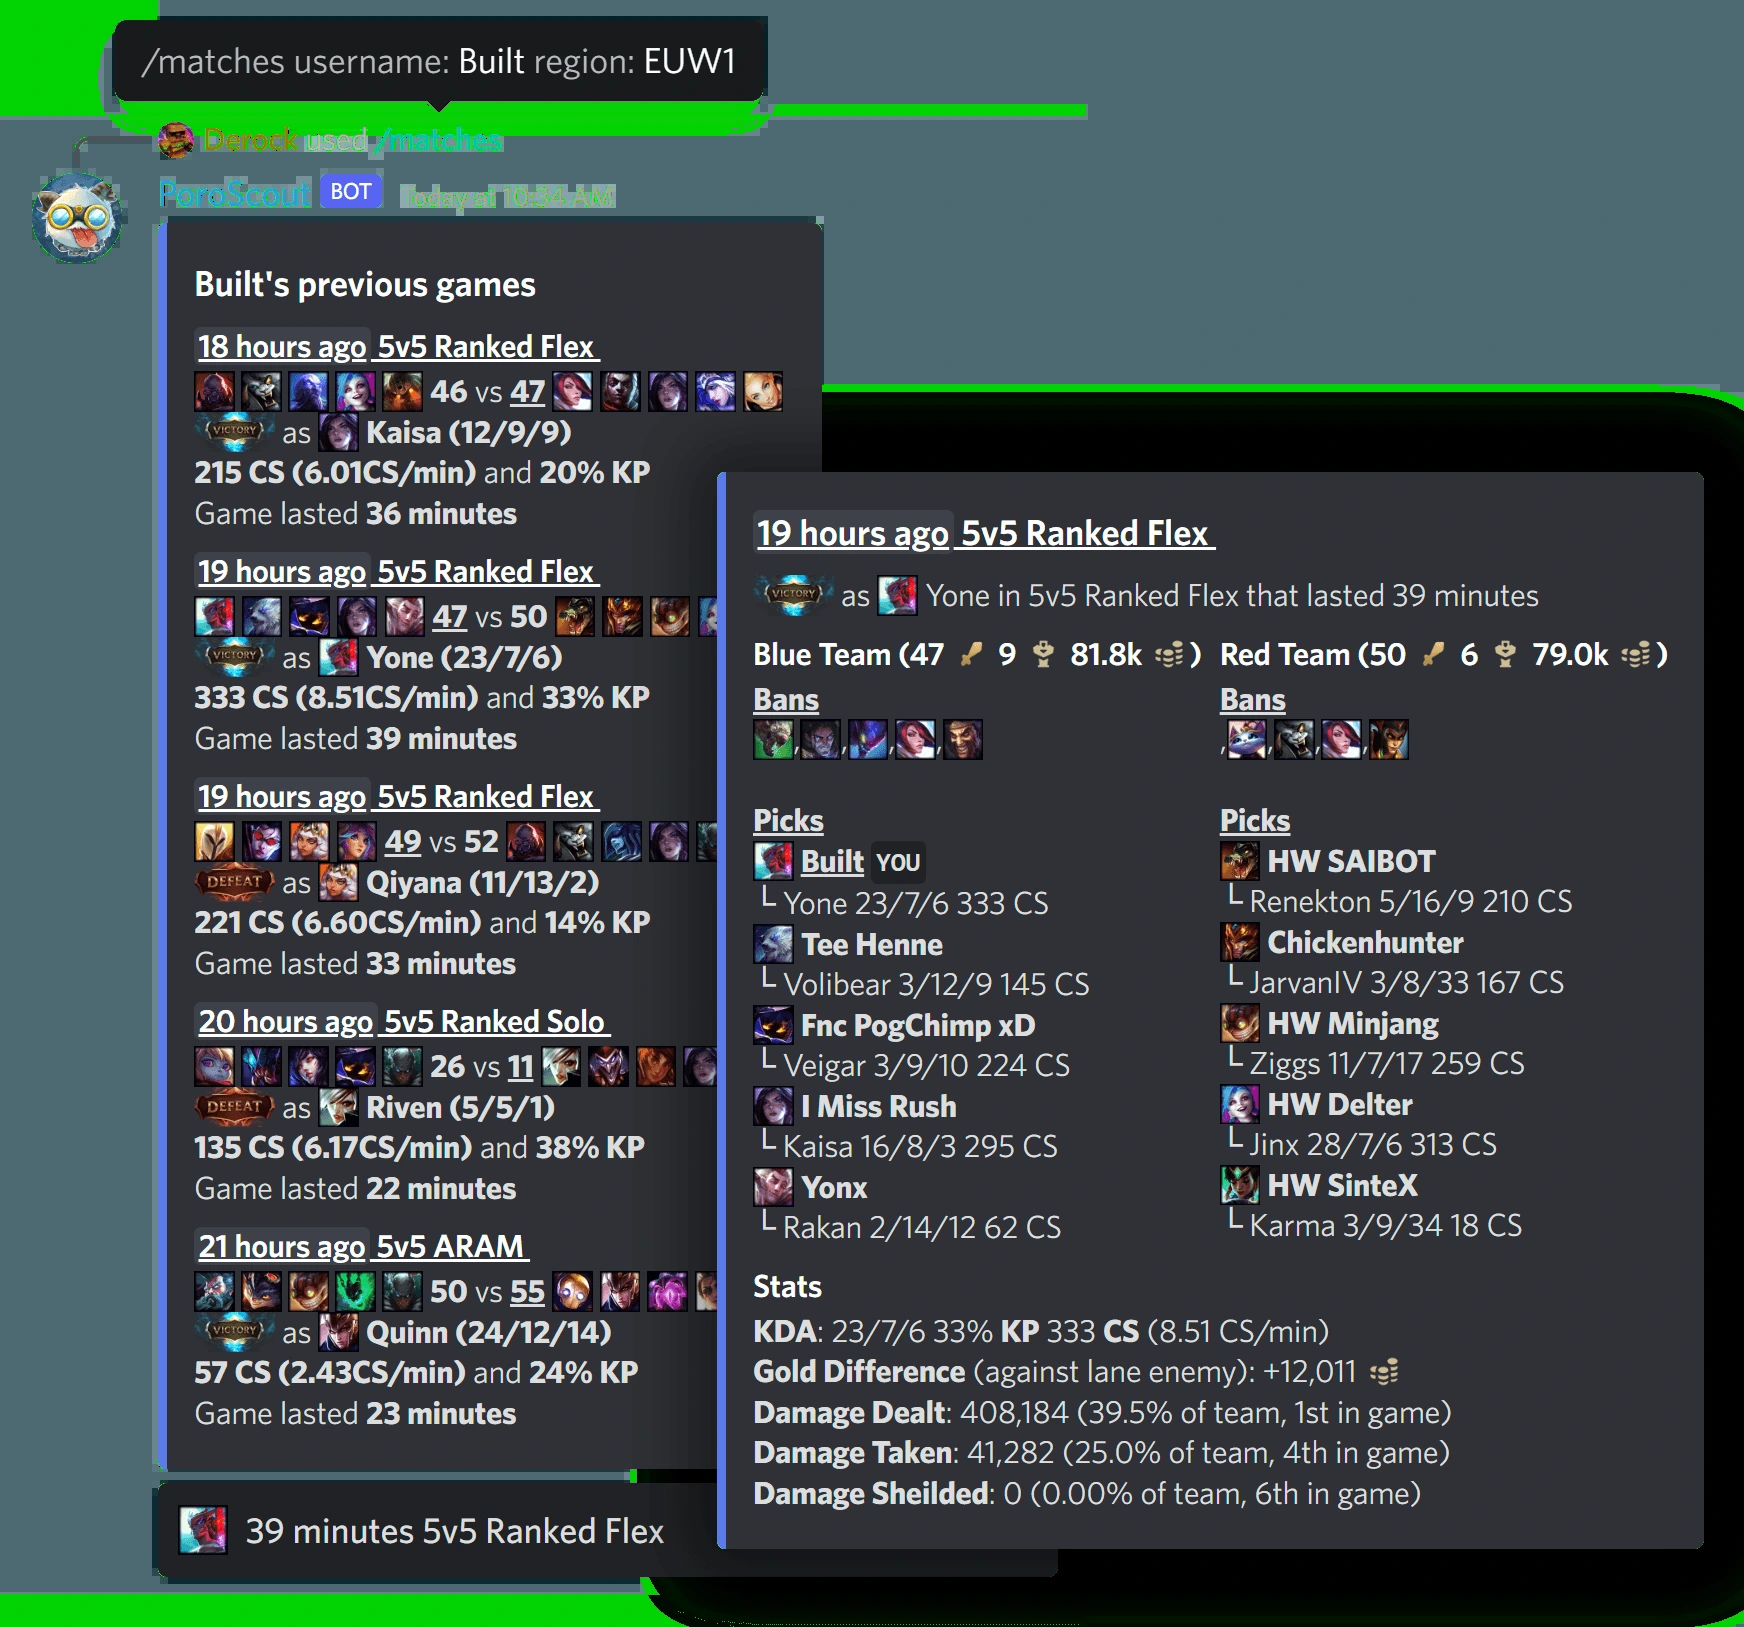 /matches username: Built region: EUW1
Derock used /matches
PoroScout BOT Today at 10:34 AM
Built's previous games
18 hours ago 5v5 Ranked Flex
46 vs 47
VICTORY as Kaisa (12/9/9)
215 CS (6.01CS/min) and 20% KP
Game lasted 36 minutes
19 hours ago 5v5 Ranked Flex
47 vs 50
VICTORY as Yone (23/7/6)
333 CS (8.51CS/min) and 33% KP
Game lasted 39 minutes
19 hours ago 5v5 Ranked Flex
49 vs 52
DEFEAT as Qiyana (11/13/2)
221 CS (6.60CS/min) and 14% KP
Game lasted 33 minutes
20 hours ago 5v5 Ranked Solo
26 vs 11
DEFEAT as Riven (5/5/1)
135 CS (6.17CS/min) and 38% KP
Game lasted 22 minutes
21 hours ago 5v5 ARAM
50 vs 55
VICTORY as Quinn (24/12/14)
57 CS (2.43CS/min) and 24% KP
Game lasted 23 minutes
39 minutes 5v5 Ranked Flex
19 hours ago 5v5 Ranked Flex
VICTORY as Yone in 5v5 Ranked Flex that lasted 39 minutes
Blue Team (47 9 81.8k )
Bans
, , , ,
Picks
Built YOU
└ Yone 23/7/6 333 CS
Tee Henne
└ Volibear 3/12/9 145 CS
Fnc PogChimp xD
└ Veigar 3/9/10 224 CS
I Miss Rush
└ Kaisa 16/8/3 295 CS
Yonx
└ Rakan 2/14/12 62 CS
Red Team (50 6 79.0k )
Bans
, , , ,
Picks
HW SAIBOT
└ Renekton 5/16/9 210 CS
Chickenhunter
└ JarvanIV 3/8/33 167 CS
HW Minjang
└ Ziggs 11/7/17 259 CS
HW Delter
└ Jinx 28/7/6 313 CS
HW SinteX
└ Karma 3/9/34 18 CS
Stats
KDA: 23/7/6 33% KP 333 CS (8.51 CS/min)
Gold Difference (against lane enemy): +12,011
Damage Dealt: 408,184 (39.5% of team, 1st in game)
Damage Taken: 41,282 (25.0% of team, 4th in game)
Damage Sheilded: 0 (0.00% of team, 6th in game)